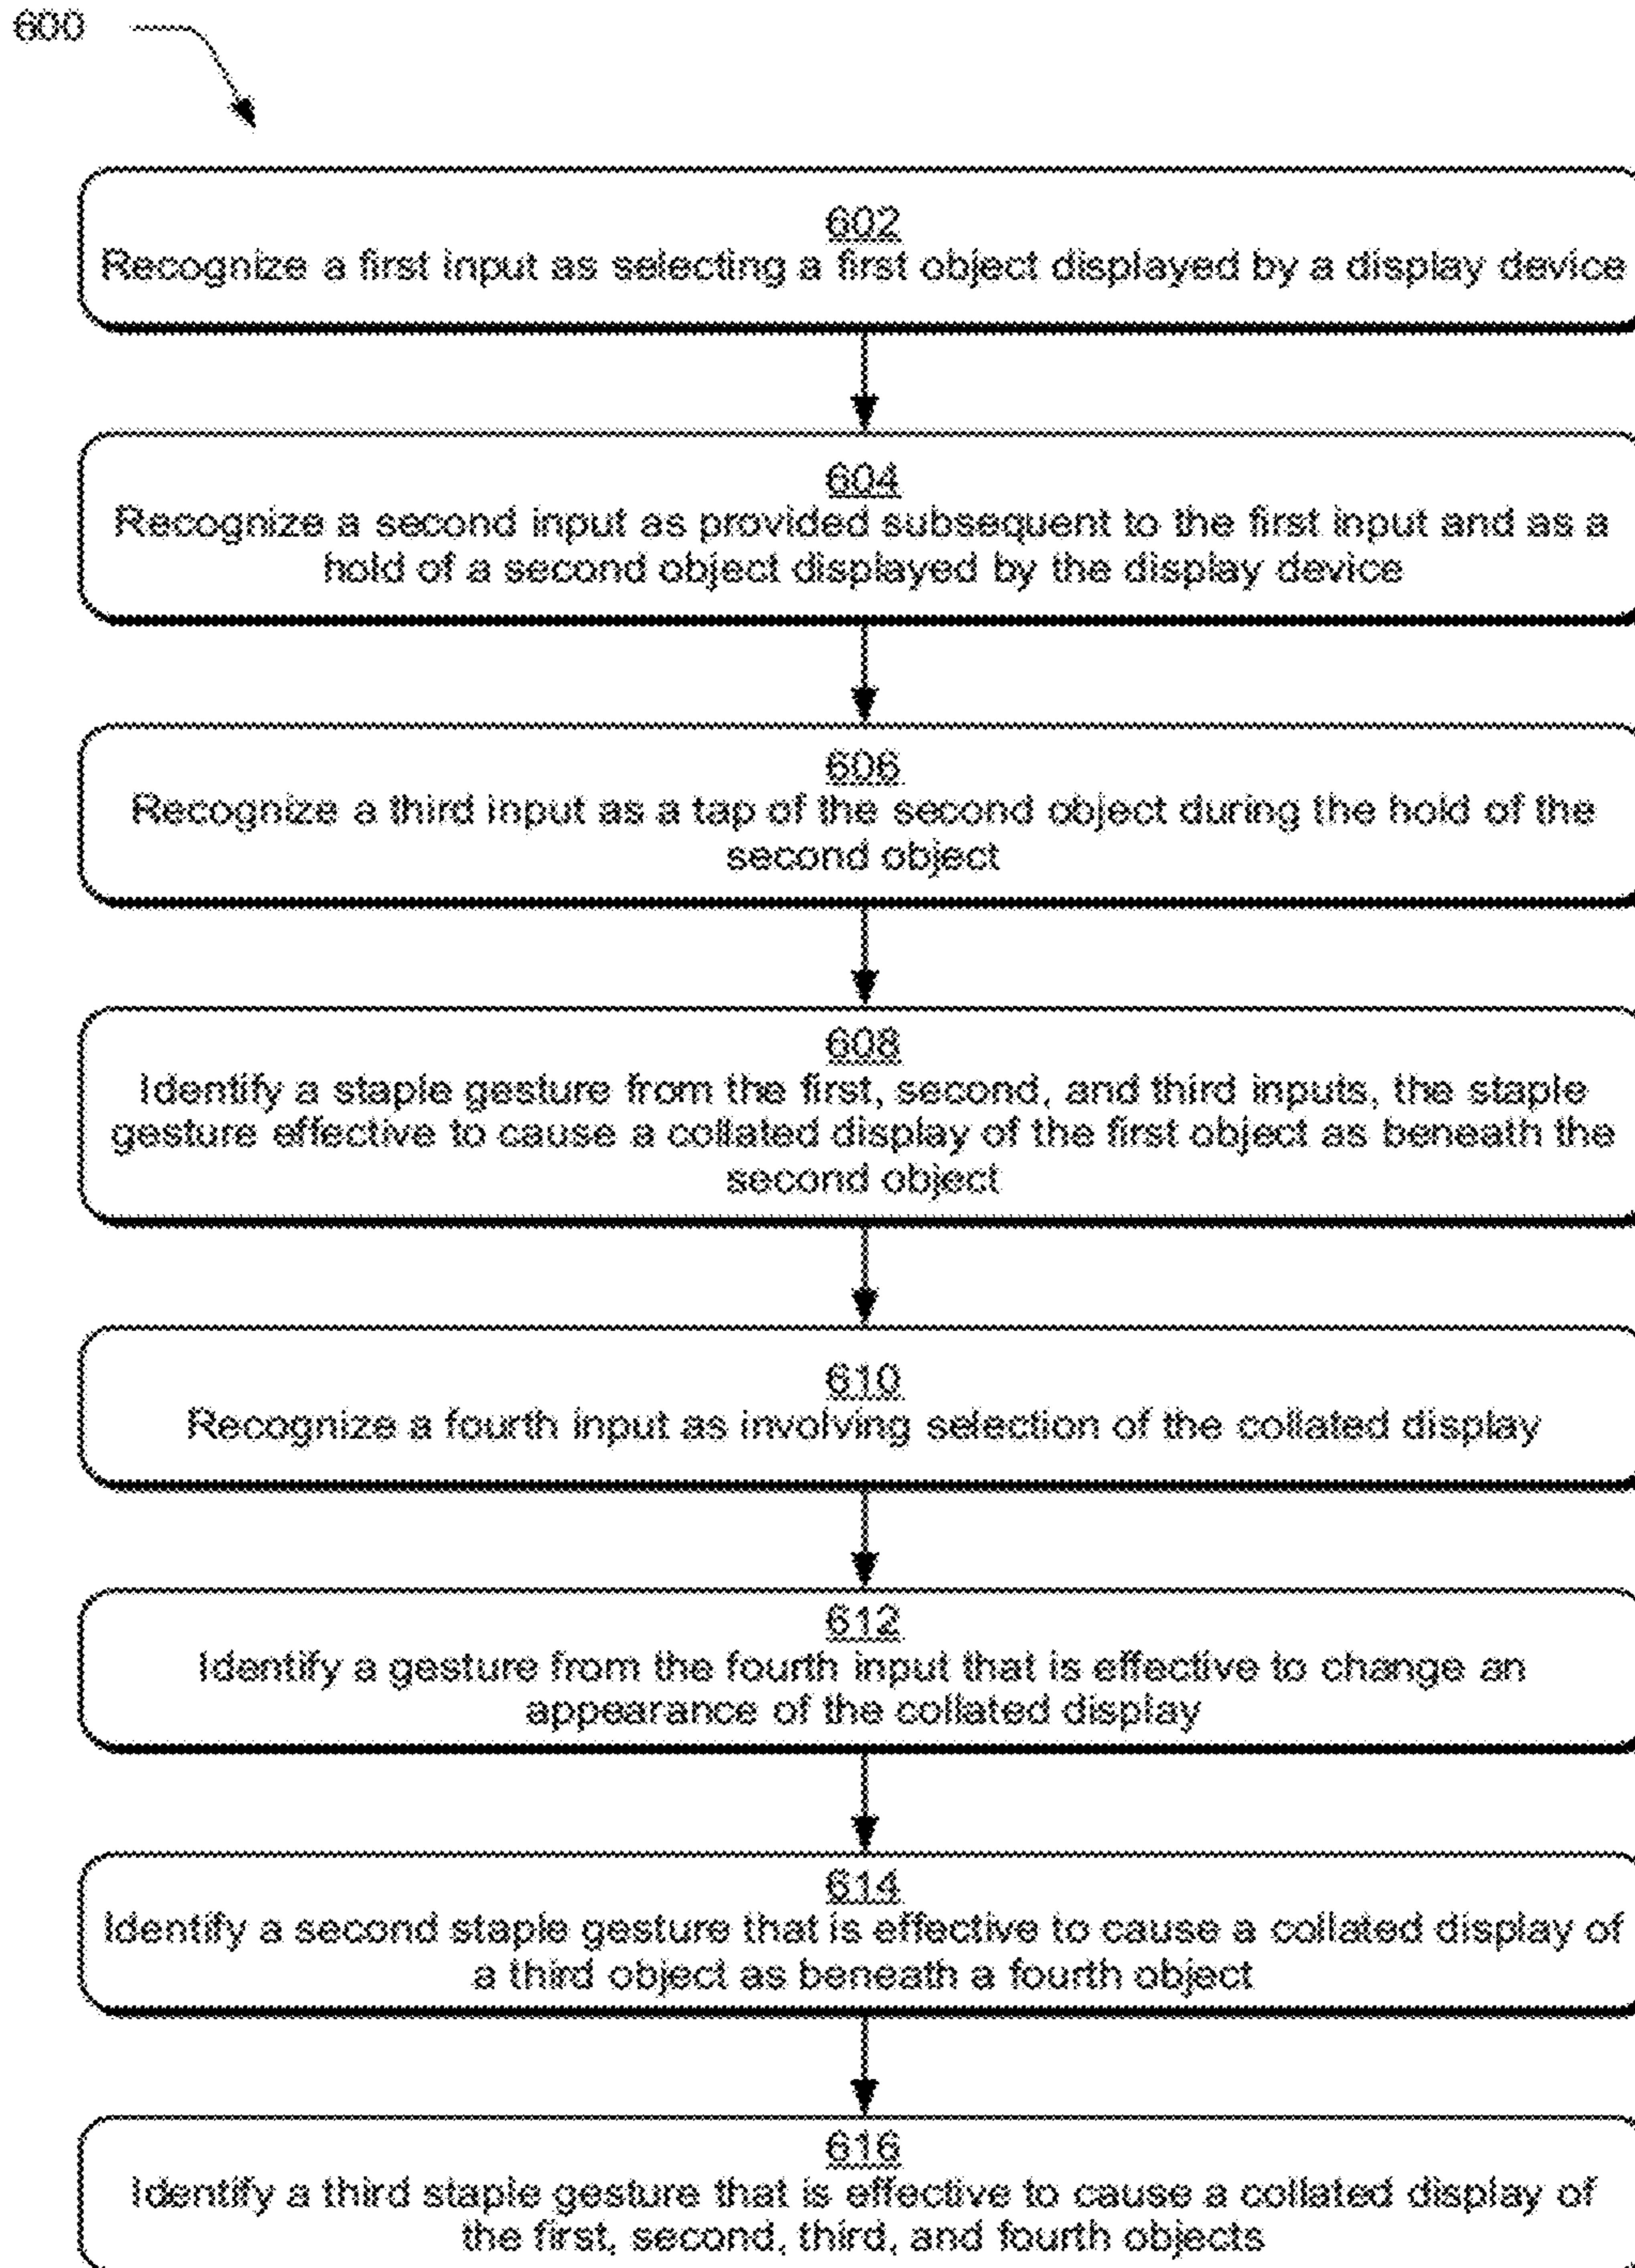 600
602
Recognize a first input as selecting a first object displayed by a display device
604
Recognize a second input as provided subsequent to the first input and as a
hold of a second object displayed by the display device
606
Recognize a third input as a tap of the second object during the hold of the
second object
608
Identify a staple gesture from the first, second, and third inputs, the staple
gesture effective to cause a collated display of the first object as beneath the
second object
610
Recognize a fourth input as involving selection of the collated display
612
Identify a gesture from the fourth input that is effective to change an
appearance of the collated display
614
Identify a second staple gesture that is effective to cause a collated display of
a third object as beneath a fourth object
616
Identify a third staple gesture that is effective to cause a collated display of
the first, second, third, and fourth objects